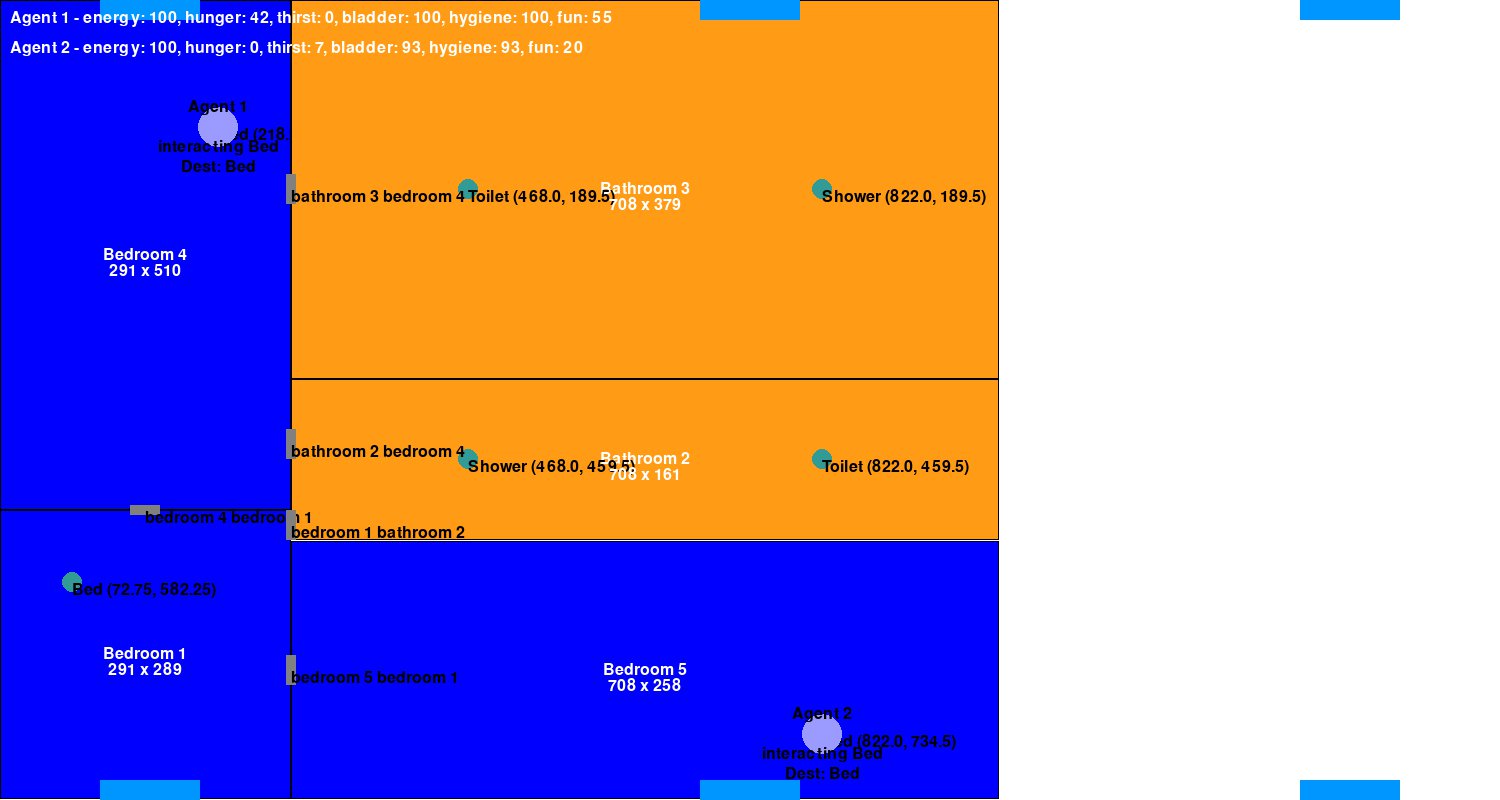 Agent 1 - energy: 100, hunger: 42, thirst: 0, bladder: 100, hygiene: 100, fun: 55
Agent 2 - energy: 100, hunger: 0, thirst: 7, bladder: 93, hygiene: 93, fun: 20
Agent 1
interacting Bed
Dest: Bed
bathroom 3 bedroom 4
Toilet (468.0, 189.5)
Bathroom 3
708 x 379
Shower (822.0, 189.5)
Bedroom 4
291 x 510
bathroom 2 bedroom 4
Shower (468.0, 459.5)
Bathroom 2
708 x 161
Toilet (822.0, 459.5)
bedroom 4 bedroom 1
bedroom 1 bathroom 2
Bed (72.75, 582.25)
Bedroom 1
291 x 289
bedroom 5 bedroom 1
Bedroom 5
708 x 258
Agent 2
(822.0, 734.5)
interacting Bed
Dest: Bed